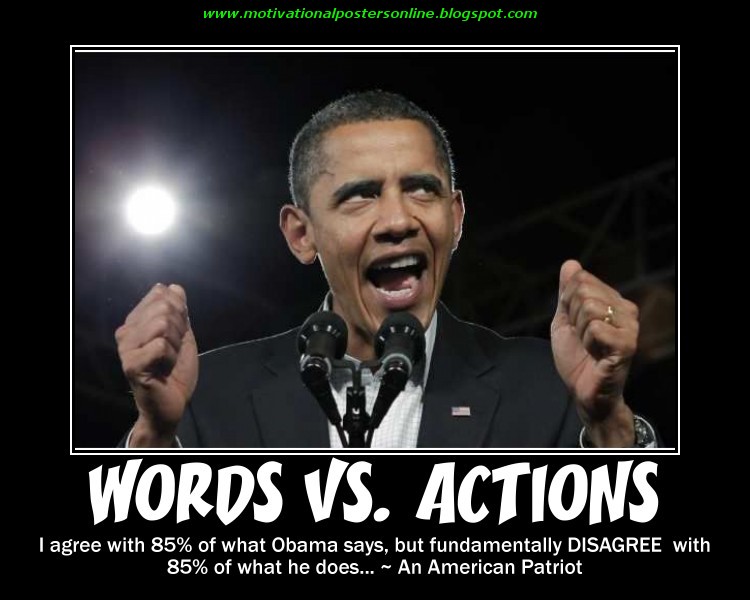 www.motivationalpostersonline.blogspot.com
WORDS VS. ACTIONS
I agree with 85% of what Obama says, but fundamentally DISAGREE with
85% of what he does... ~ An American Patriot